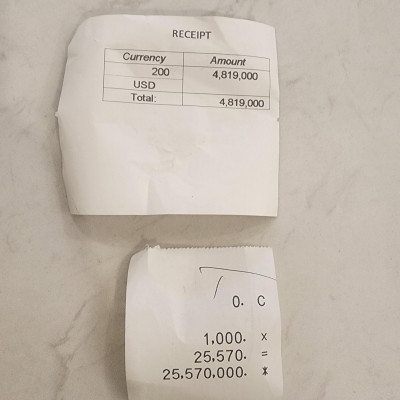 RECEIPT
Currency Amount
200 4,819,000
USD
Total: 4,819,000
0. C
1,000. x
25,570. =
25,570,000. *